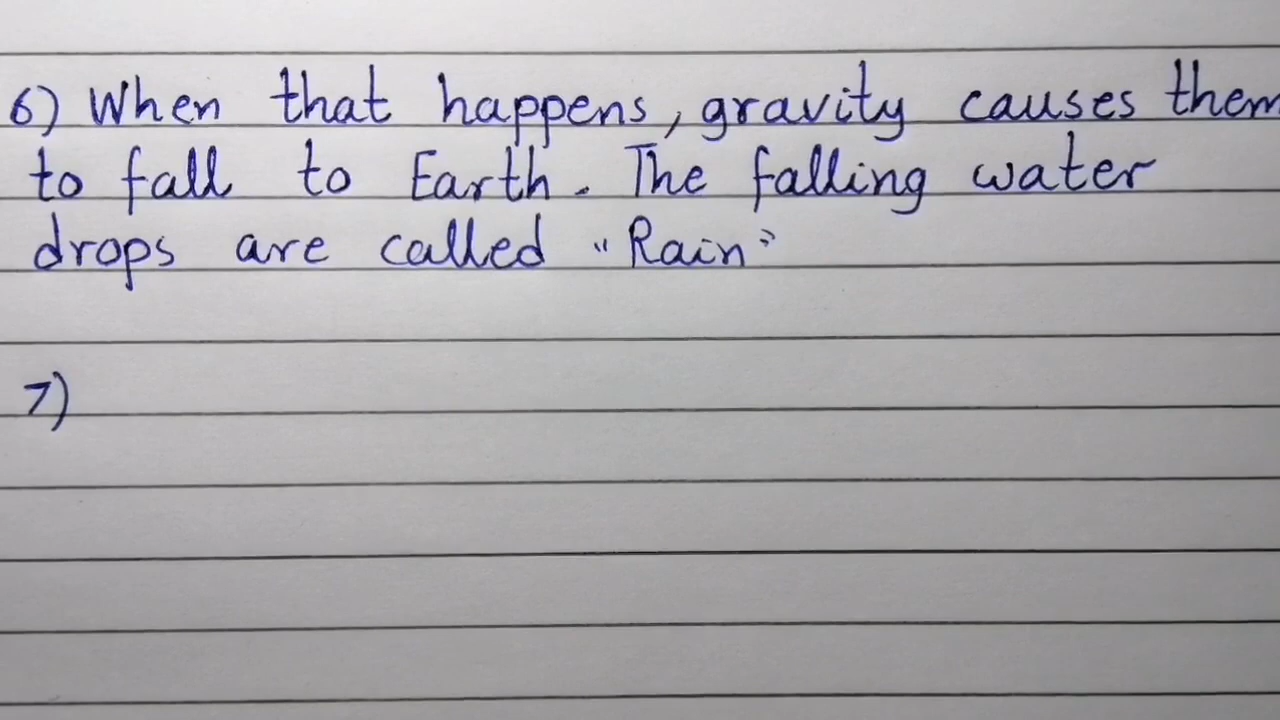 6) When that happens, gravity causes them
to fall to Earth. The falling water
drops are called "Rain"
7)